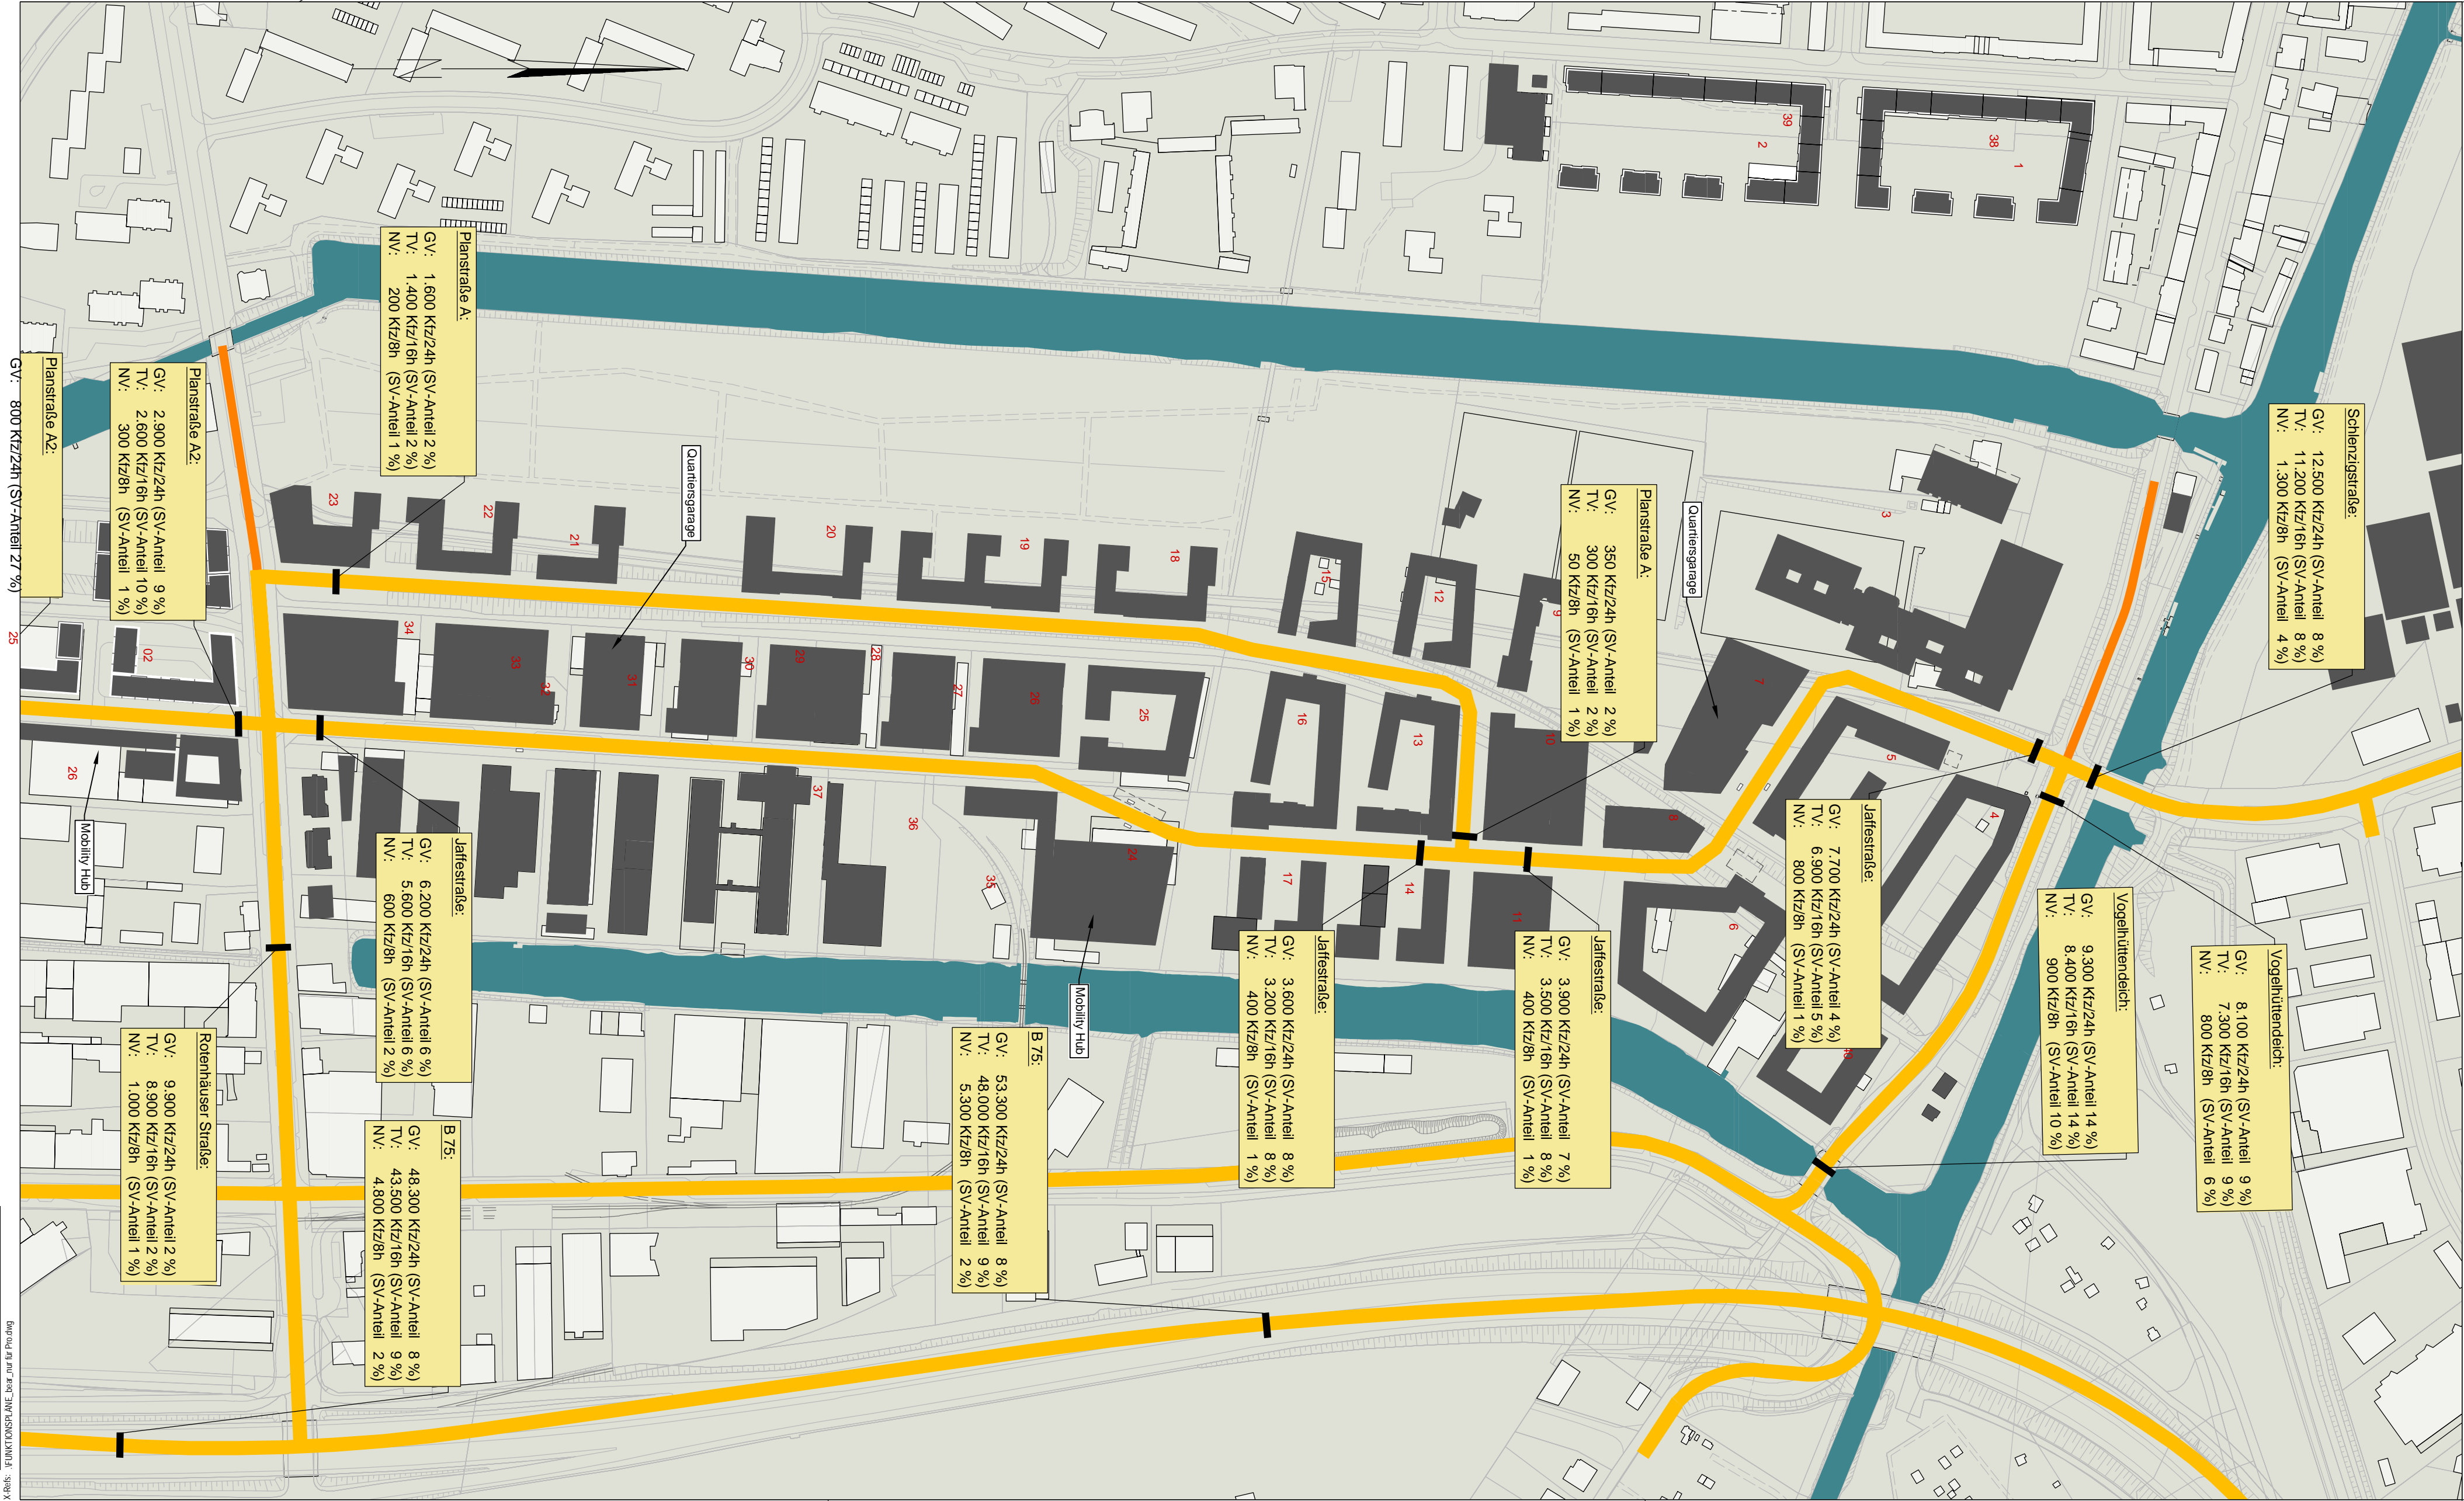 Schlenzigstraße:
GV: 12.500 Kfz/24h (SV-Anteil 8 %)
TV: 11.200 Kfz/16h (SV-Anteil 8 %)
NV: 1.300 Kfz/8h (SV-Anteil 4 %)
Vogelhüttendeich:
GV: 8.100 Kfz/24h (SV-Anteil 9 %)
TV: 7.300 Kfz/16h (SV-Anteil 9 %)
NV: 800 Kfz/8h (SV-Anteil 6 %)
Vogelhüttendeich:
GV: 9.300 Kfz/24h (SV-Anteil 14 %)
TV: 8.400 Kfz/16h (SV-Anteil 14 %)
NV: 900 Kfz/8h (SV-Anteil 10 %)
1
38
4
5
3
Jaffestraße:
GV: 7.700 Kfz/24h (SV-Anteil 4 %)
TV: 6.900 Kfz/16h (SV-Anteil 5 %)
NV: 800 Kfz/8h (SV-Anteil 1 %)
39
2
7
6
Quartiersgarage
8
Planstraße A:
GV: 350 Kfz/24h (SV-Anteil 2 %)
TV: 300 Kfz/16h (SV-Anteil 2 %)
NV: 50 Kfz/8h (SV-Anteil 1 %)
Jaffestraße:
GV: 3.900 Kfz/24h (SV-Anteil 7 %)
TV: 3.500 Kfz/16h (SV-Anteil 8 %)
NV: 400 Kfz/8h (SV-Anteil 1 %)
9
10
11
12
13
14
Jaffestraße:
GV: 3.600 Kfz/24h (SV-Anteil 8 %)
TV: 3.200 Kfz/16h (SV-Anteil 8 %)
NV: 400 Kfz/8h (SV-Anteil 1 %)
15
16
17
18
25
24
Mobility Hub
B 75:
GV: 53.300 Kfz/24h (SV-Anteil 8 %)
TV: 48.000 Kfz/16h (SV-Anteil 9 %)
NV: 5.300 Kfz/8h (SV-Anteil 2 %)
19
26
35
27
36
28
20
29
37
30
Quartiersgarage
31
21
32
33
22
Planstraße A:
GV: 1.600 Kfz/24h (SV-Anteil 2 %)
TV: 1.400 Kfz/16h (SV-Anteil 2 %)
NV: 200 Kfz/8h (SV-Anteil 1 %)
34
Jaffestraße:
GV: 6.200 Kfz/24h (SV-Anteil 6 %)
TV: 5.600 Kfz/16h (SV-Anteil 6 %)
NV: 600 Kfz/8h (SV-Anteil 2 %)
B 75:
GV: 48.300 Kfz/24h (SV-Anteil 8 %)
TV: 43.500 Kfz/16h (SV-Anteil 9 %)
NV: 4.800 Kfz/8h (SV-Anteil 2 %)
23
Planstraße A2:
GV: 2.900 Kfz/24h (SV-Anteil 9 %)
TV: 2.600 Kfz/16h (SV-Anteil 10 %)
NV: 300 Kfz/8h (SV-Anteil 1 %)
Rotenhäuser Straße:
GV: 9.900 Kfz/24h (SV-Anteil 2 %)
TV: 8.900 Kfz/16h (SV-Anteil 2 %)
NV: 1.000 Kfz/8h (SV-Anteil 1 %)
02
Mobility Hub
26
Planstraße A2:
GV: 800 Kfz/24h (SV-Anteil 27 %)
25